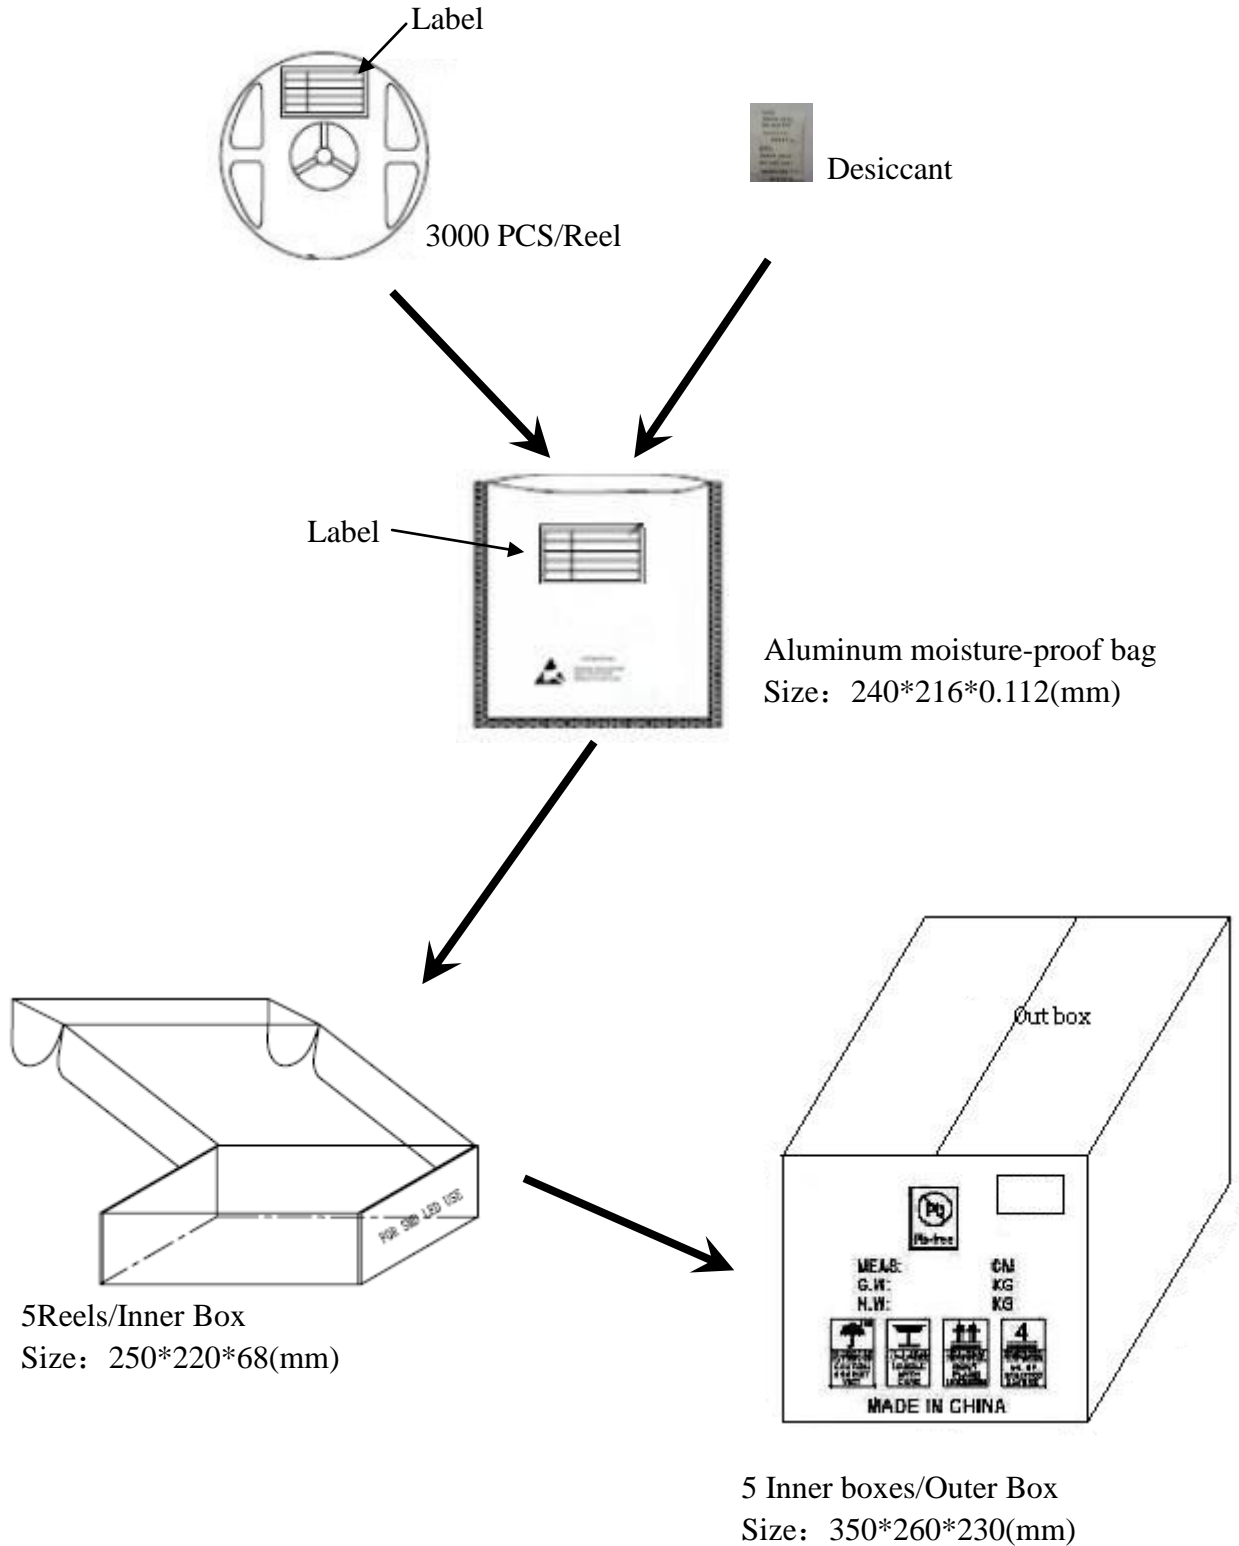 Label
Desiccant
3000 PCS/Reel
Label
Aluminum moisture-proof bag
Size：240*216*0.112(mm)
Out box
FOR SMD LED USE
Pb
Pb-free
MEAS: CM
G.W: KG
N.W: KG
4
MADE IN CHINA
5Reels/Inner Box
Size：250*220*68(mm)
5 Inner boxes/Outer Box
Size：350*260*230(mm)